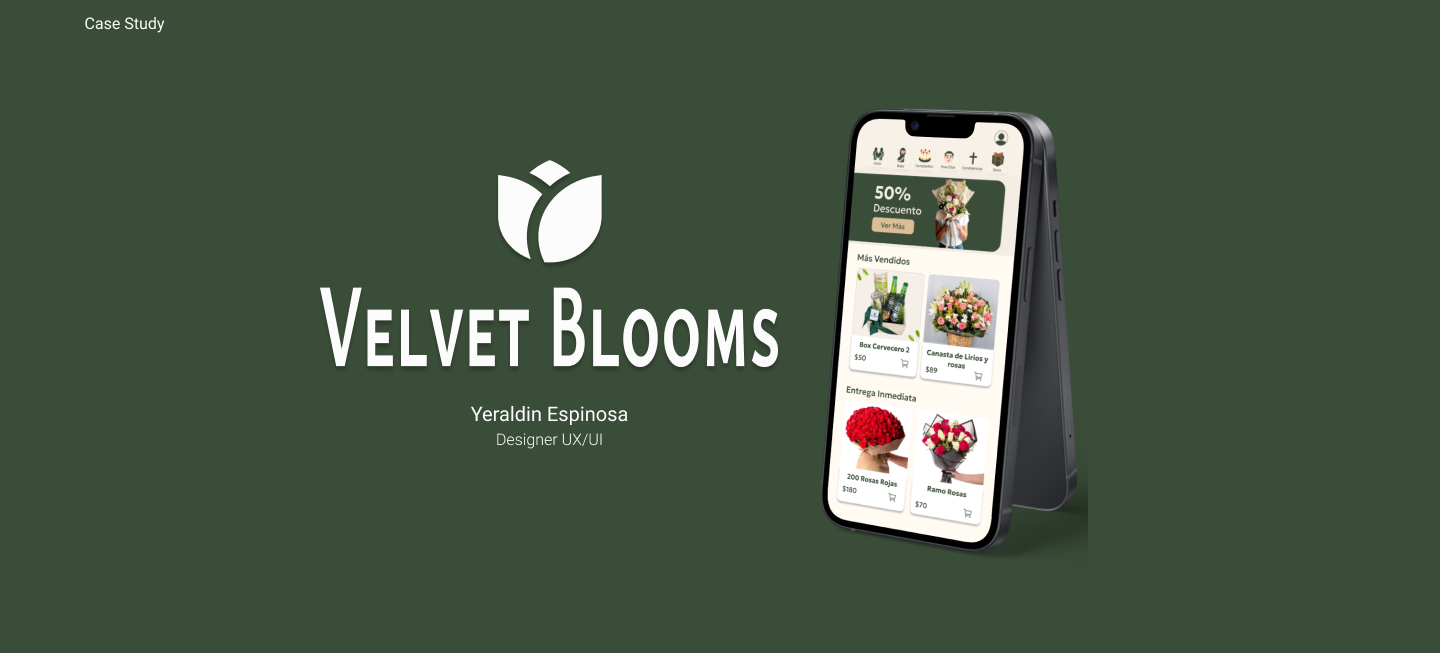 Case Study
VELVET BLOOMS
Yeraldin Espinosa
Designer UX/UI
50%
Descuento
Ver Más
Más Vendidos
Box Cervecero 2
$50
Canasta de Lirios y
rosas
$89
Entrega Inmediata
200 Rosas Rojas
$180
Ramo Rosas
$70